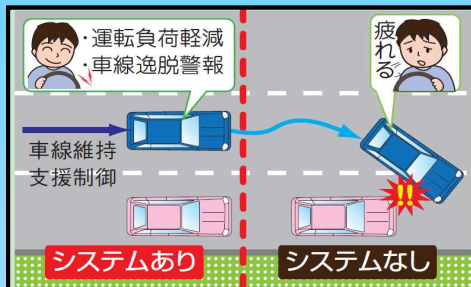 ・運転負荷軽減
・車線逸脱警報
疲れる
車線維持
支援制御
!!
システムあり
システムなし